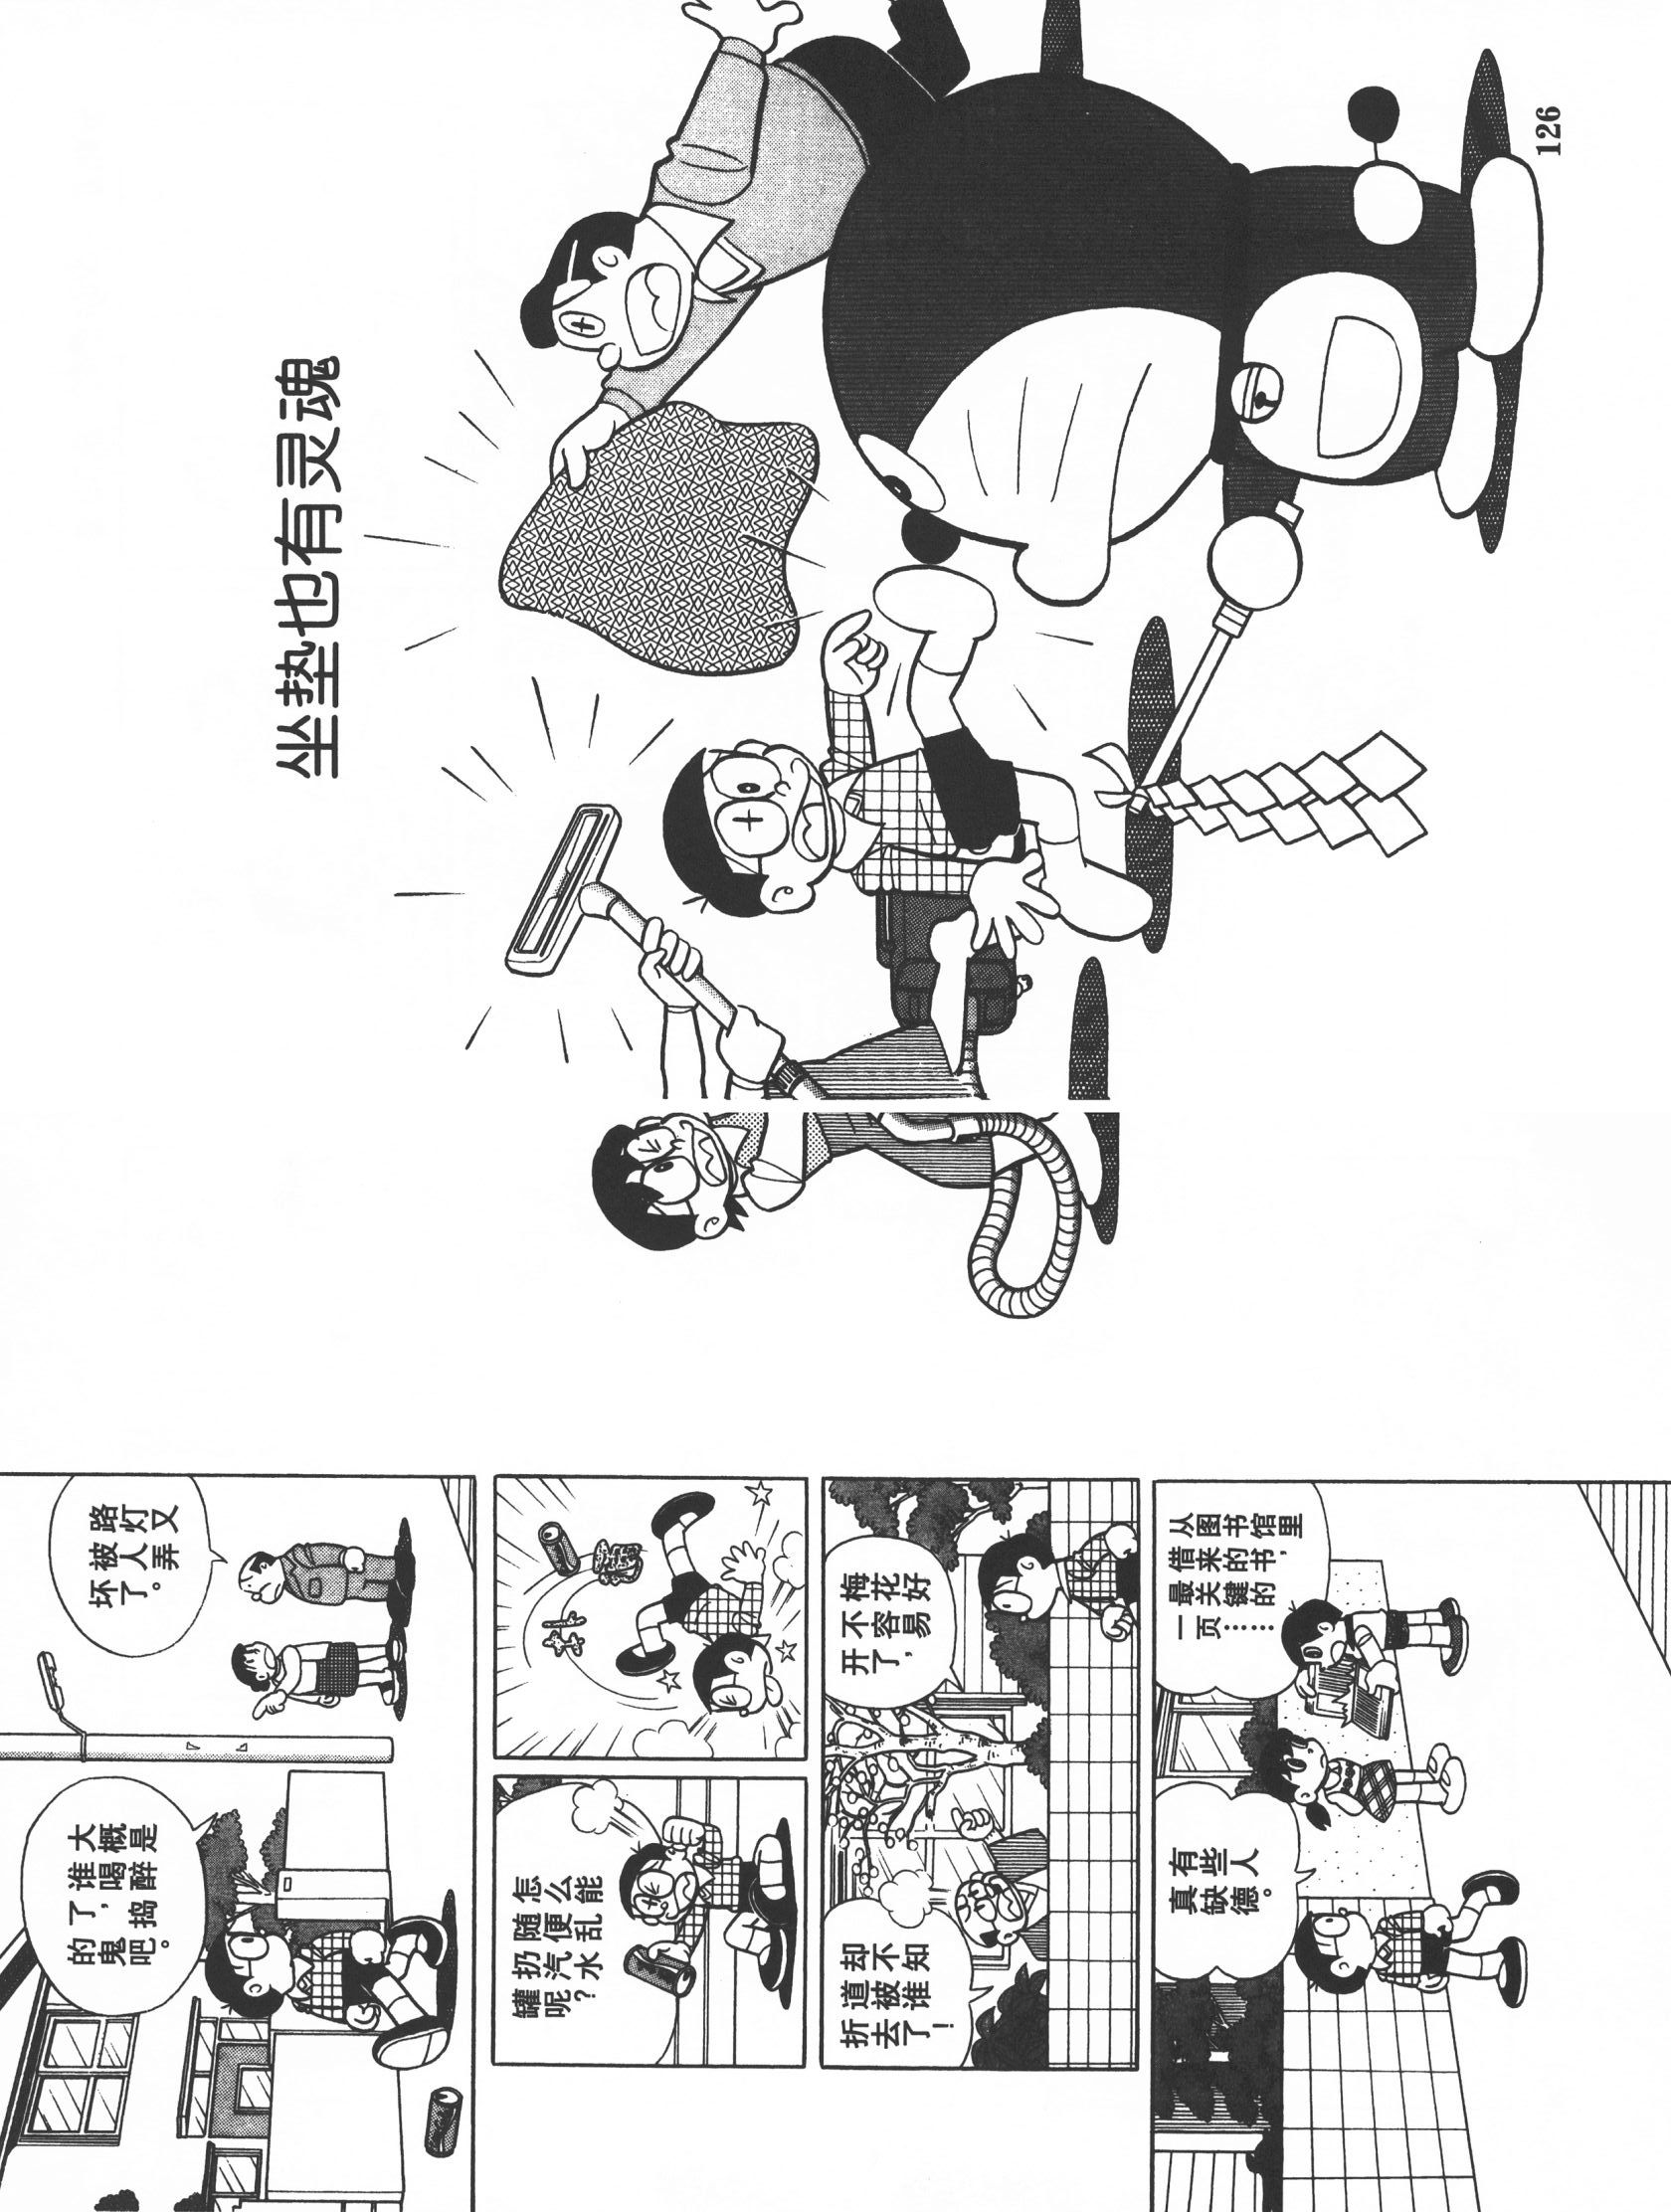 坐垫也有灵魂
126
路灯又
被人弄
坏了。
大概是
谁喝醉
了，捣
的鬼吧。
怎么能
随便乱
扔汽水
罐呢？
梅花好
不容易
开了，
却不知
道被谁
折去了！
从图书馆里
借来的书，
最关键的
一页……
有些人
真缺德。